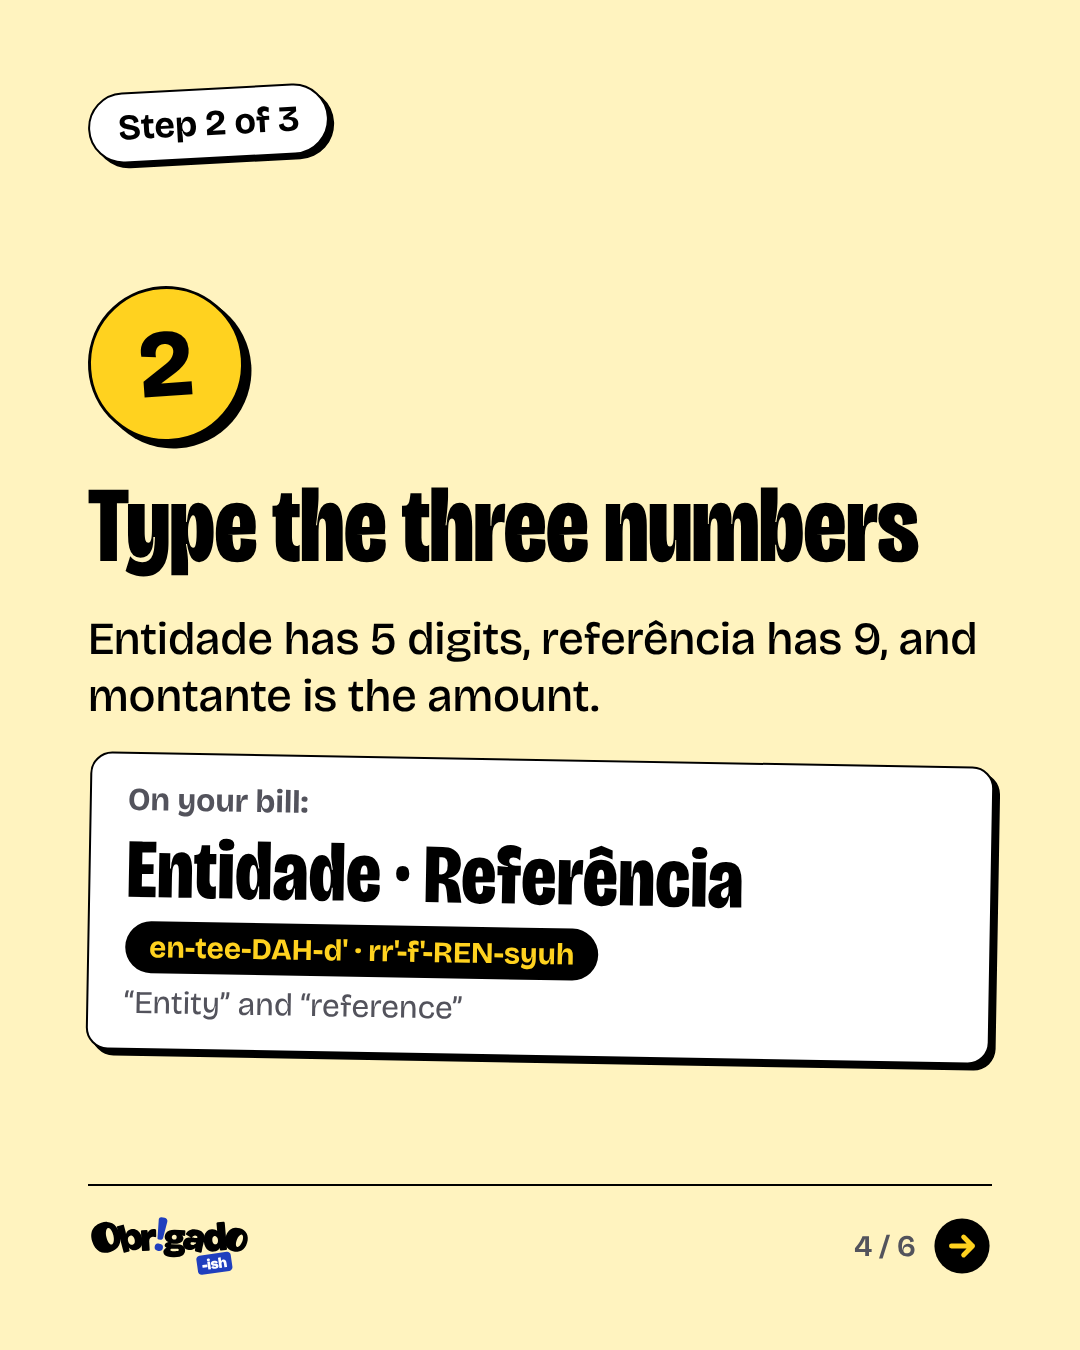 Step 2 of 3
2
Type the three numbers
Entidade has 5 digits, referência has 9, and
montante is the amount.
On your bill:
Entidade · Referência
en-tee-DAH-d' · rr'-f'-REN-syuh
“Entity” and “reference”
Obr!gado
-ish
4 / 6